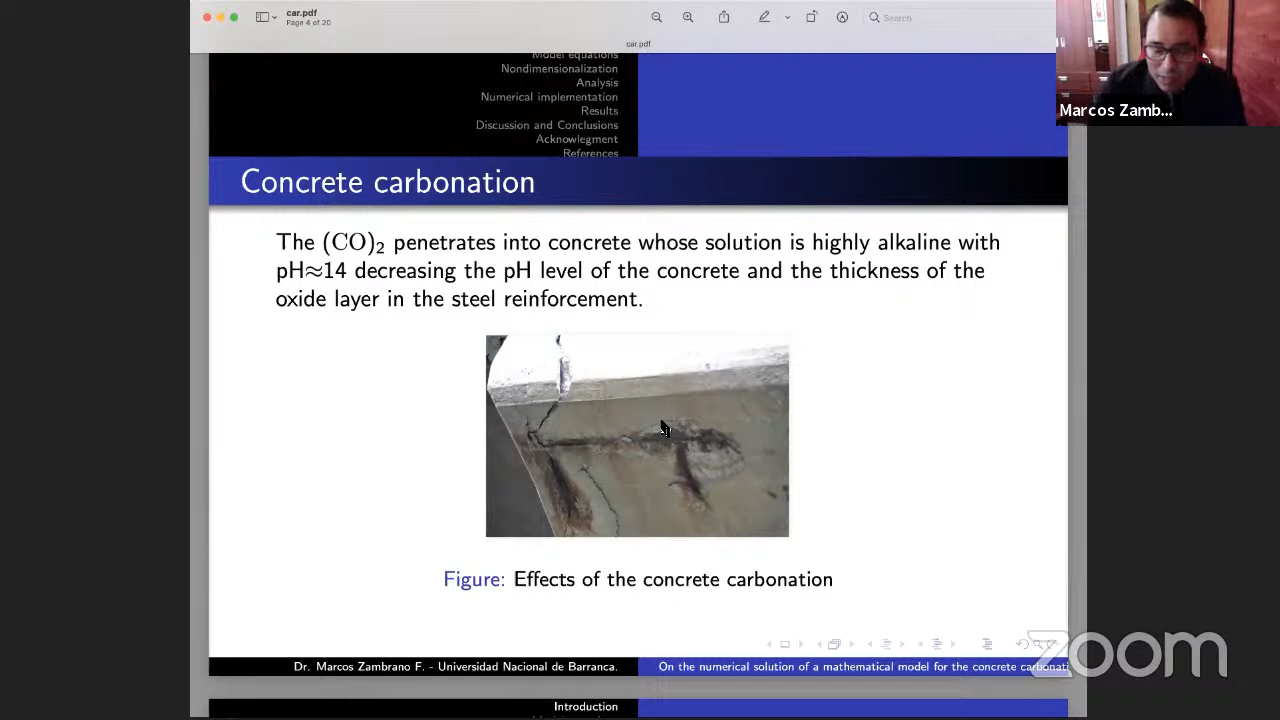 car.pdf
Page 4 of 20
Search
car.pdf
Marcos Zamb...
Model equations
Nondimensionalization
Analysis
Numerical implementation
Results
Discussion and Conclusions
Acknowlegment
References
Concrete carbonation
The (CO)₂ penetrates into concrete whose solution is highly alkaline with
pH≈14 decreasing the pH level of the concrete and the thickness of the
oxide layer in the steel reinforcement.
Figure: Effects of the concrete carbonation
zoom
Dr. Marcos Zambrano F. - Universidad Nacional de Barranca.
On the numerical solution of a mathematical model for the concrete carbonati
Introduction